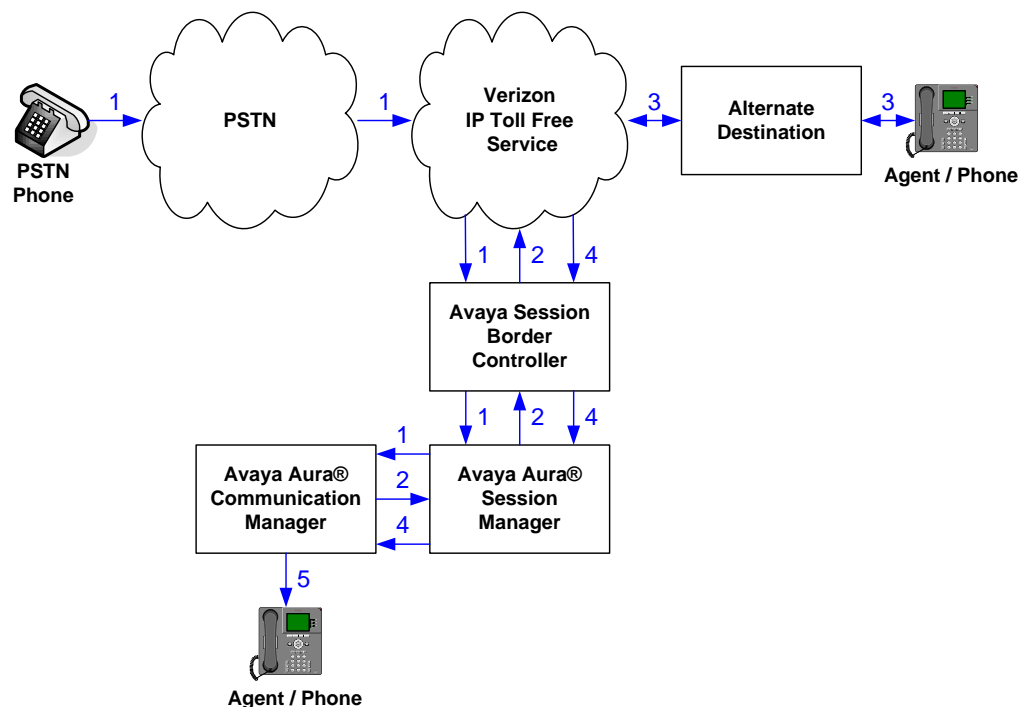 1
1
3
3
PSTN
Phone
PSTN
Verizon
IP Toll Free
Service
Alternate
Destination
Agent / Phone
1
2
4
Avaya Session
Border
Controller
1
2
4
1
2
4
Avaya Aura®
Communication
Manager
Avaya Aura®
Session
Manager
5
Agent / Phone